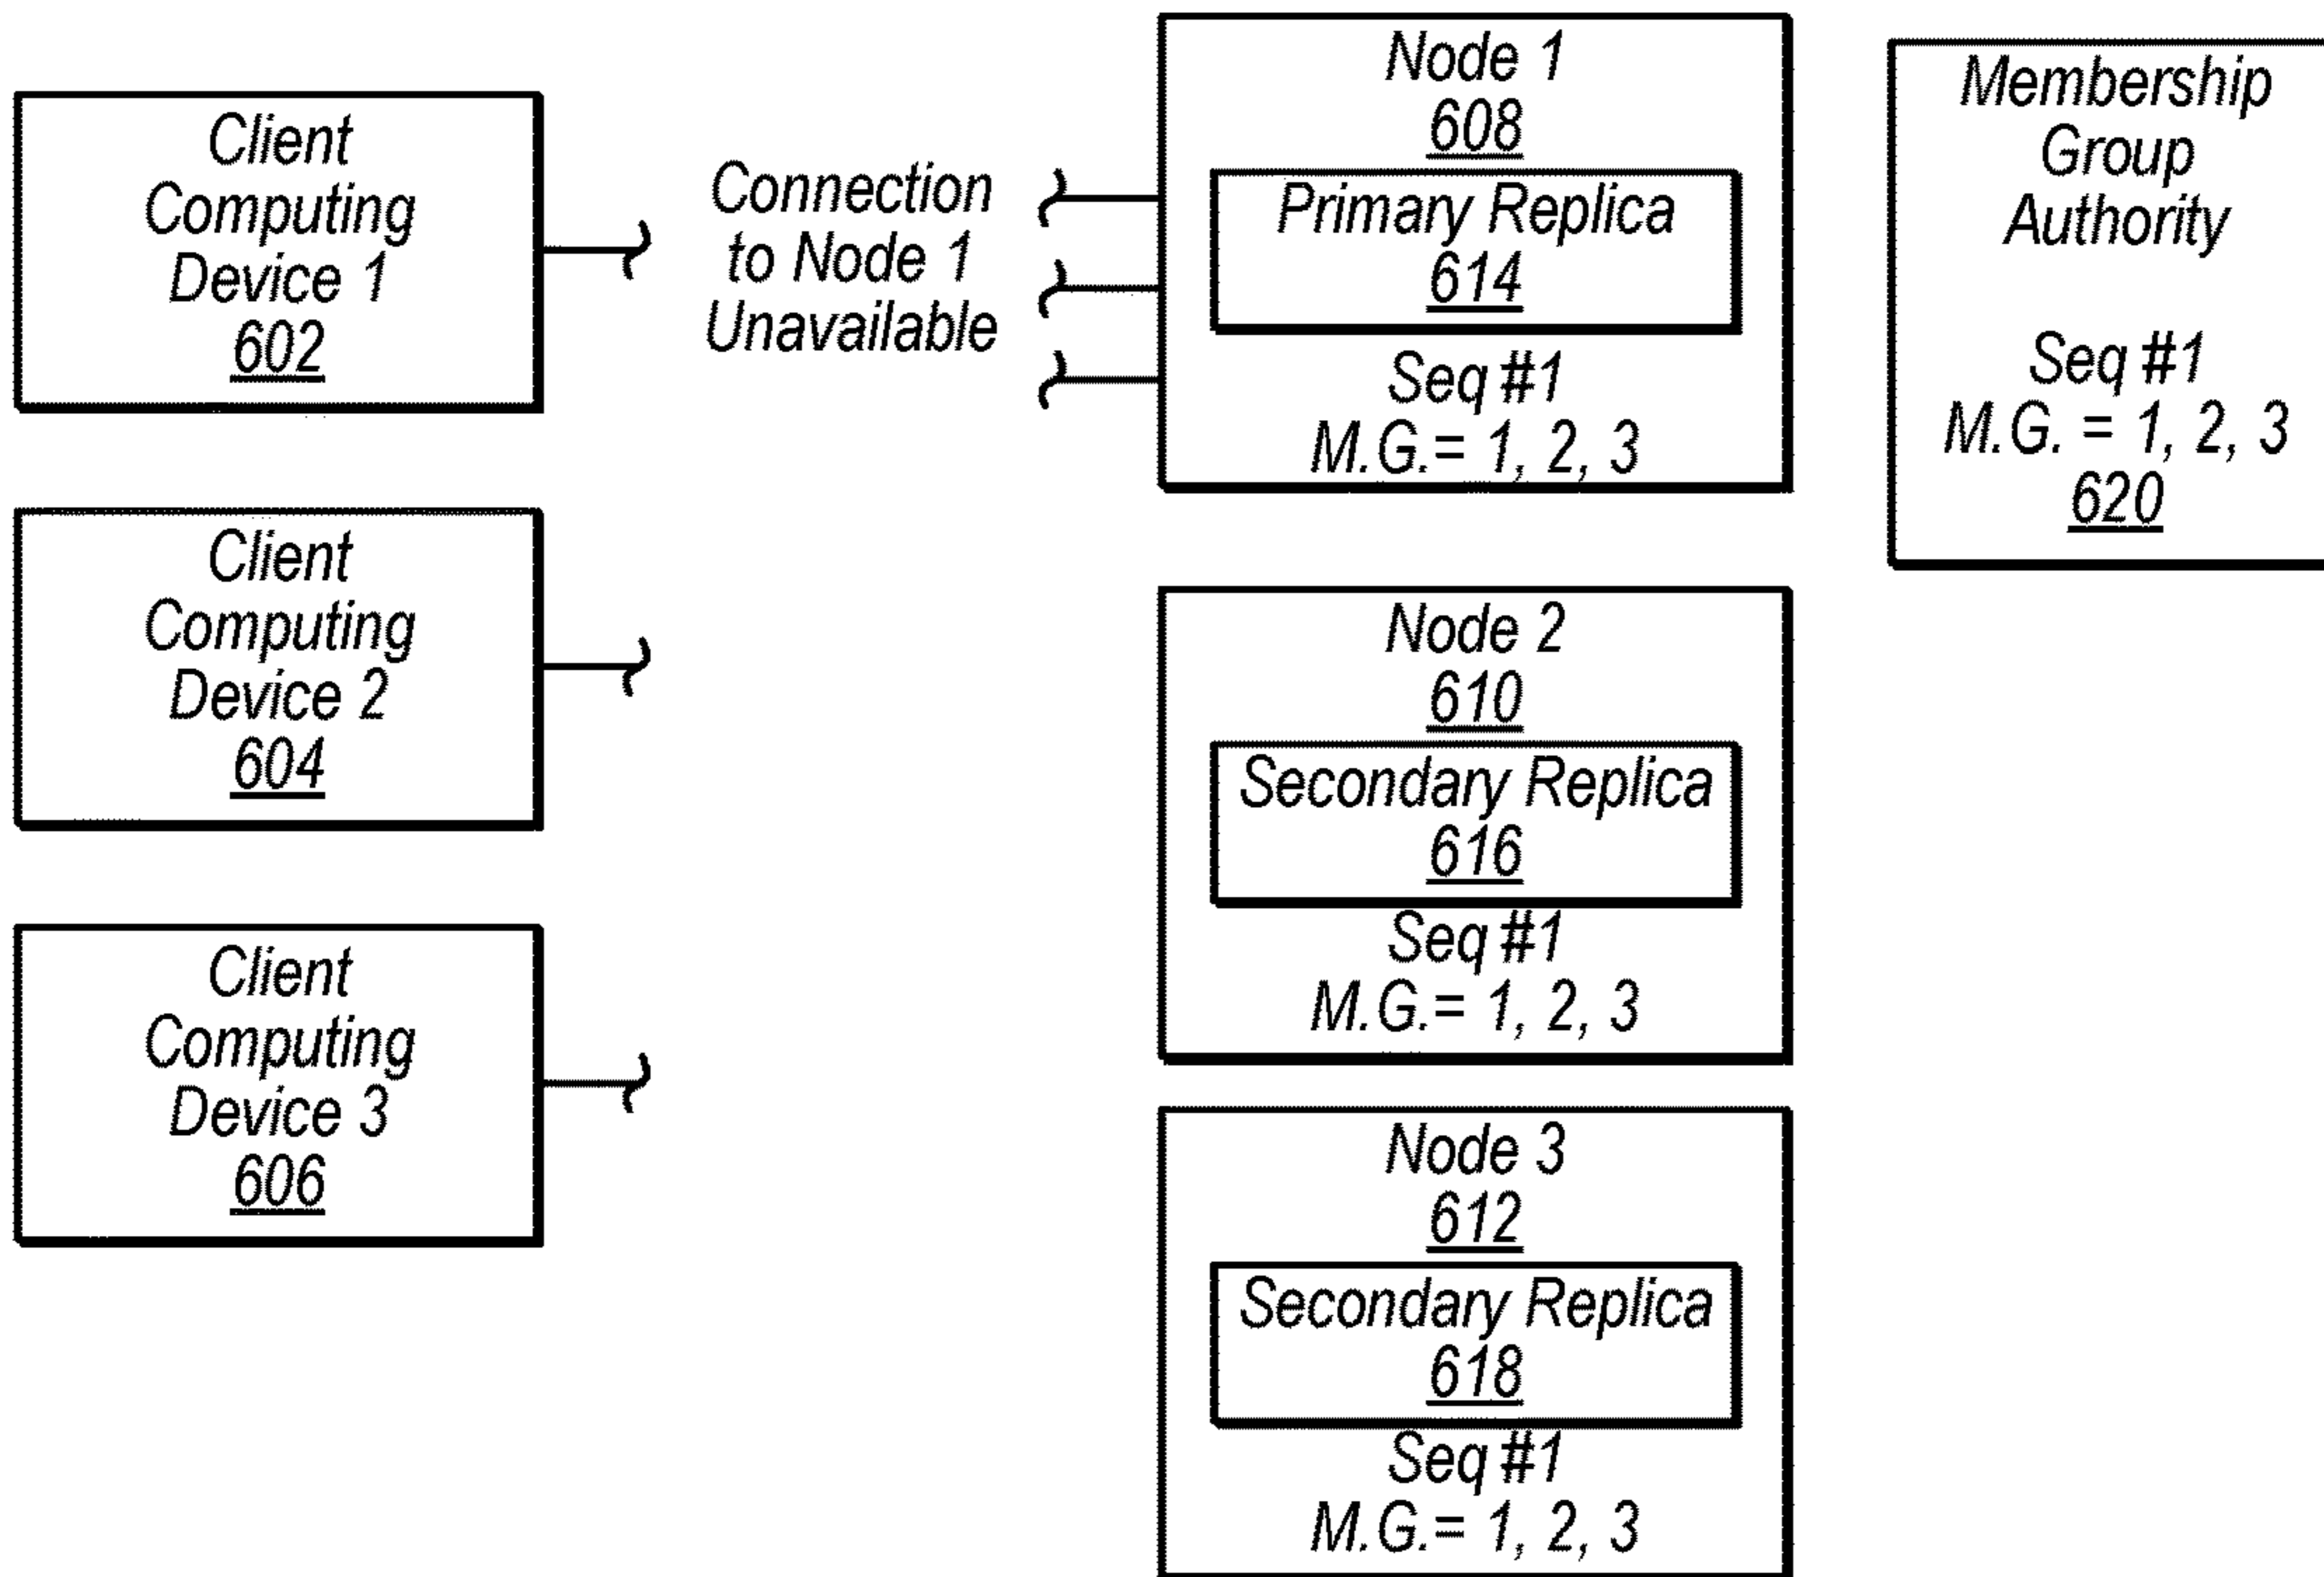 Client
Computing
Device 1
602
Connection
to Node 1
Unavailable
Node 1
608
Primary Replica
614
Seq #1
M.G.= 1, 2, 3
Membership
Group
Authority
Seq #1
M.G. = 1, 2, 3
620
Client
Computing
Device 2
604
Node 2
610
Secondary Replica
616
Seq #1
M.G.= 1, 2, 3
Client
Computing
Device 3
606
Node 3
612
Secondary Replica
618
Seq #1
M.G.= 1, 2, 3